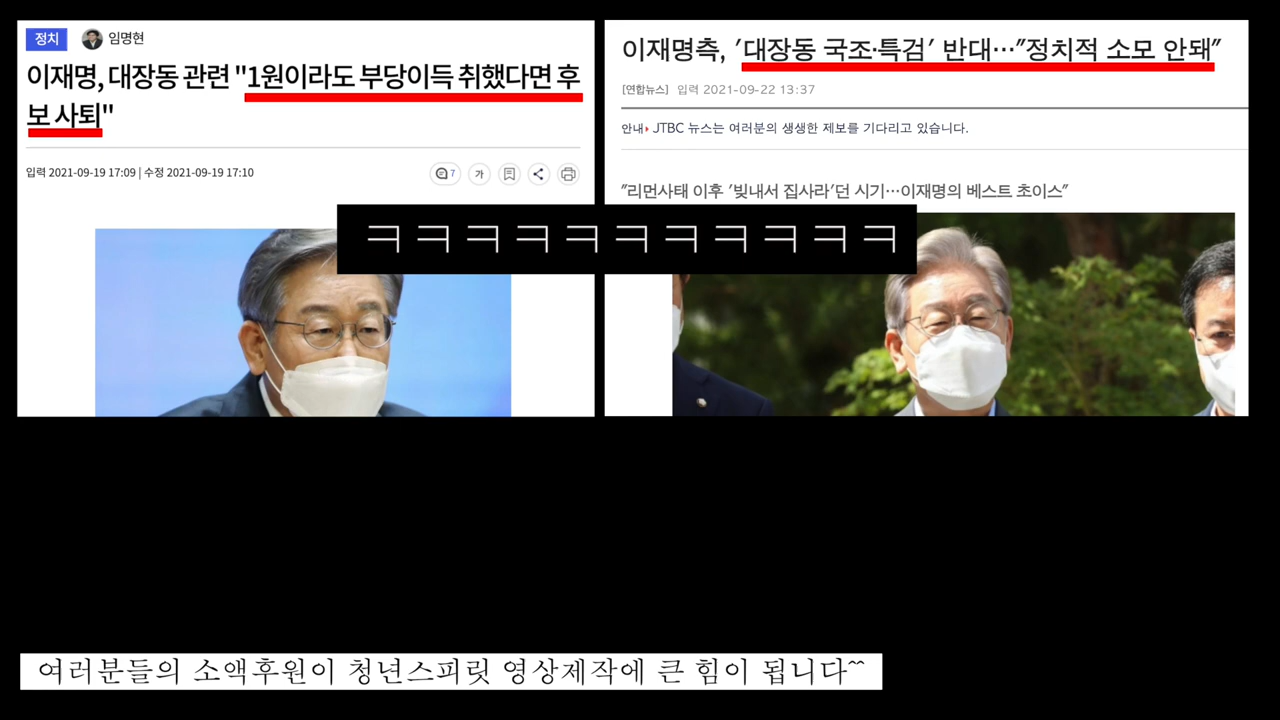 정치 임명현
이재명, 대장동 관련 "1원이라도 부당이득 취했다면 후
보 사퇴"
입력 2021-09-19 17:09 | 수정 2021-09-19 17:10
7 가
이재명측, '대장동 국조·특검' 반대…"정치적 소모 안돼"
[연합뉴스] 입력 2021-09-22 13:37
안내 JTBC 뉴스는 여러분의 생생한 제보를 기다리고 있습니다.
"리먼사태 이후 '빚내서 집사라'던 시기…이재명의 베스트 초이스"
ㅋㅋㅋㅋㅋㅋㅋㅋㅋㅋㅋ
여러분들의 소액후원이 청년스피릿 영상제작에 큰 힘이 됩니다^^